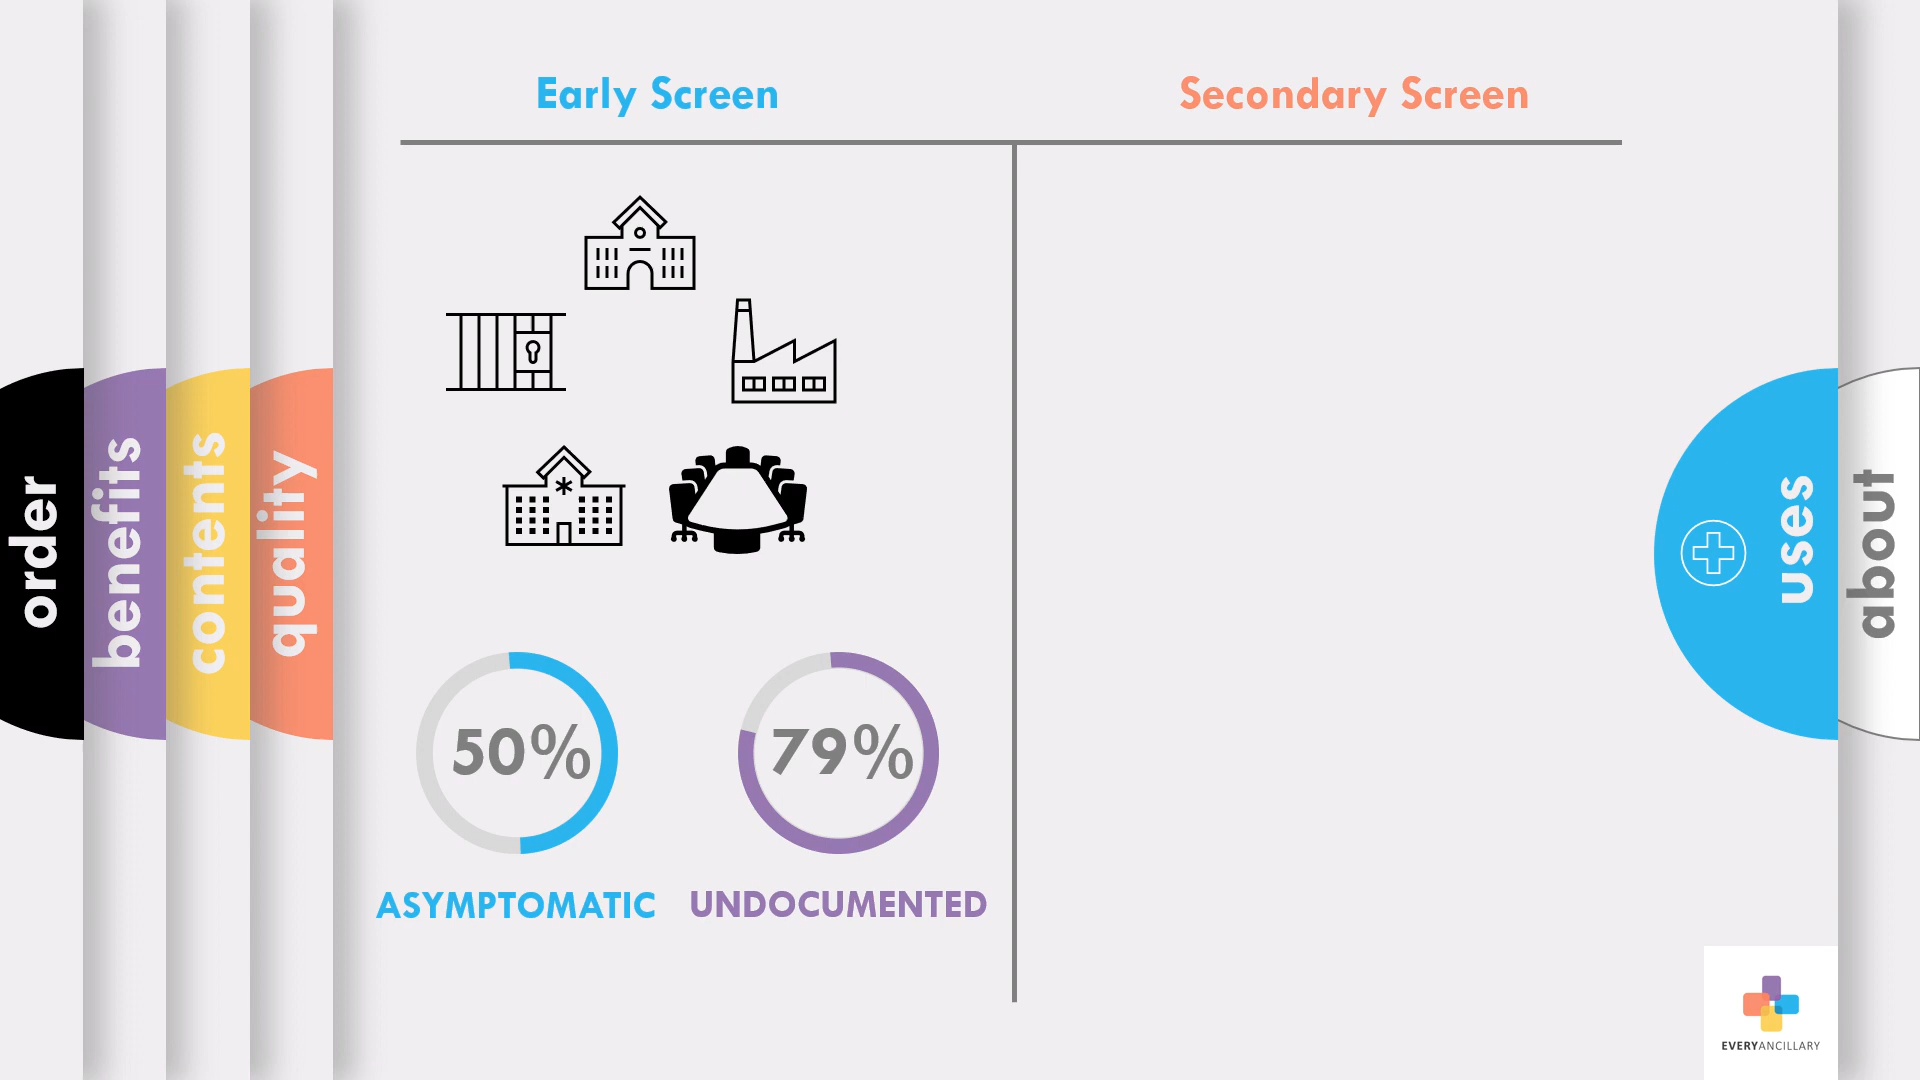 order
benefits
contents
quality
Early Screen
Secondary Screen
50%
79%
ASYMPTOMATIC
UNDOCUMENTED
uses
about
EVERYANCILLARY